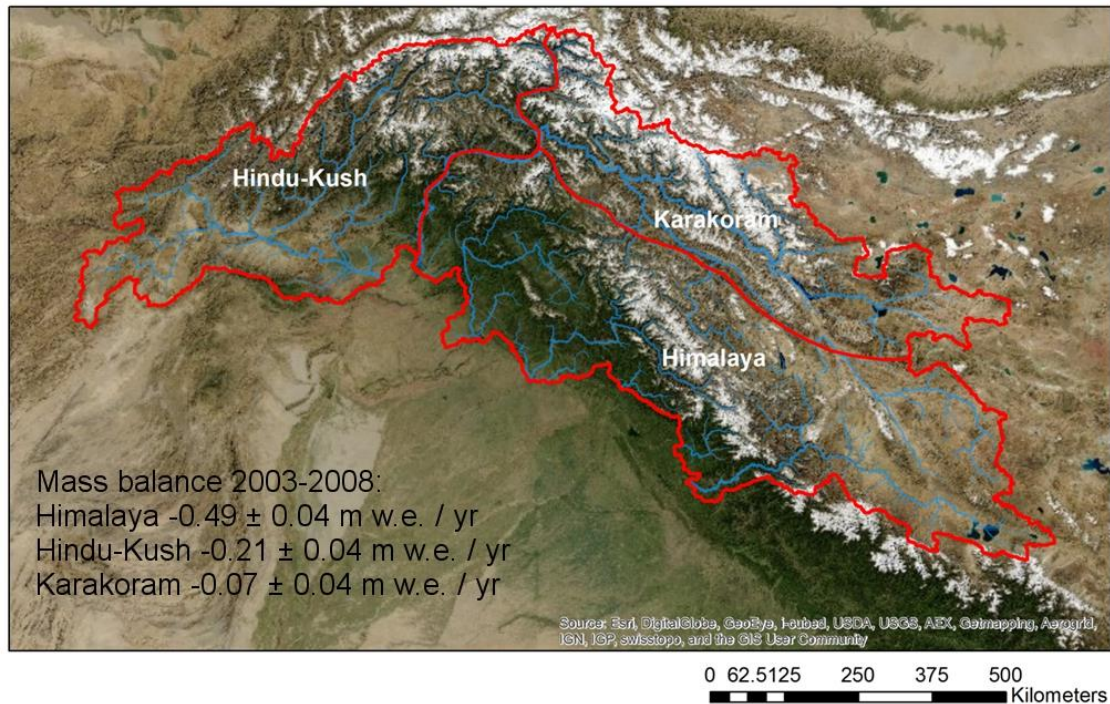 Hindu-Kush
Karakoram
Himalaya
Mass balance 2003-2008:
Himalaya -0.49 ± 0.04 m w.e. / yr
Hindu-Kush -0.21 ± 0.04 m w.e. / yr
Karakoram -0.07 ± 0.04 m w.e. / yr
Source: Esri, DigitalGlobe, GeoEye, i-cubed, USDA, USGS, AEX, Getmapping, Aerogrid,
IGN, IGP, swisstopo, and the GIS User Community
0 62.5125 250 375 500
Kilometers